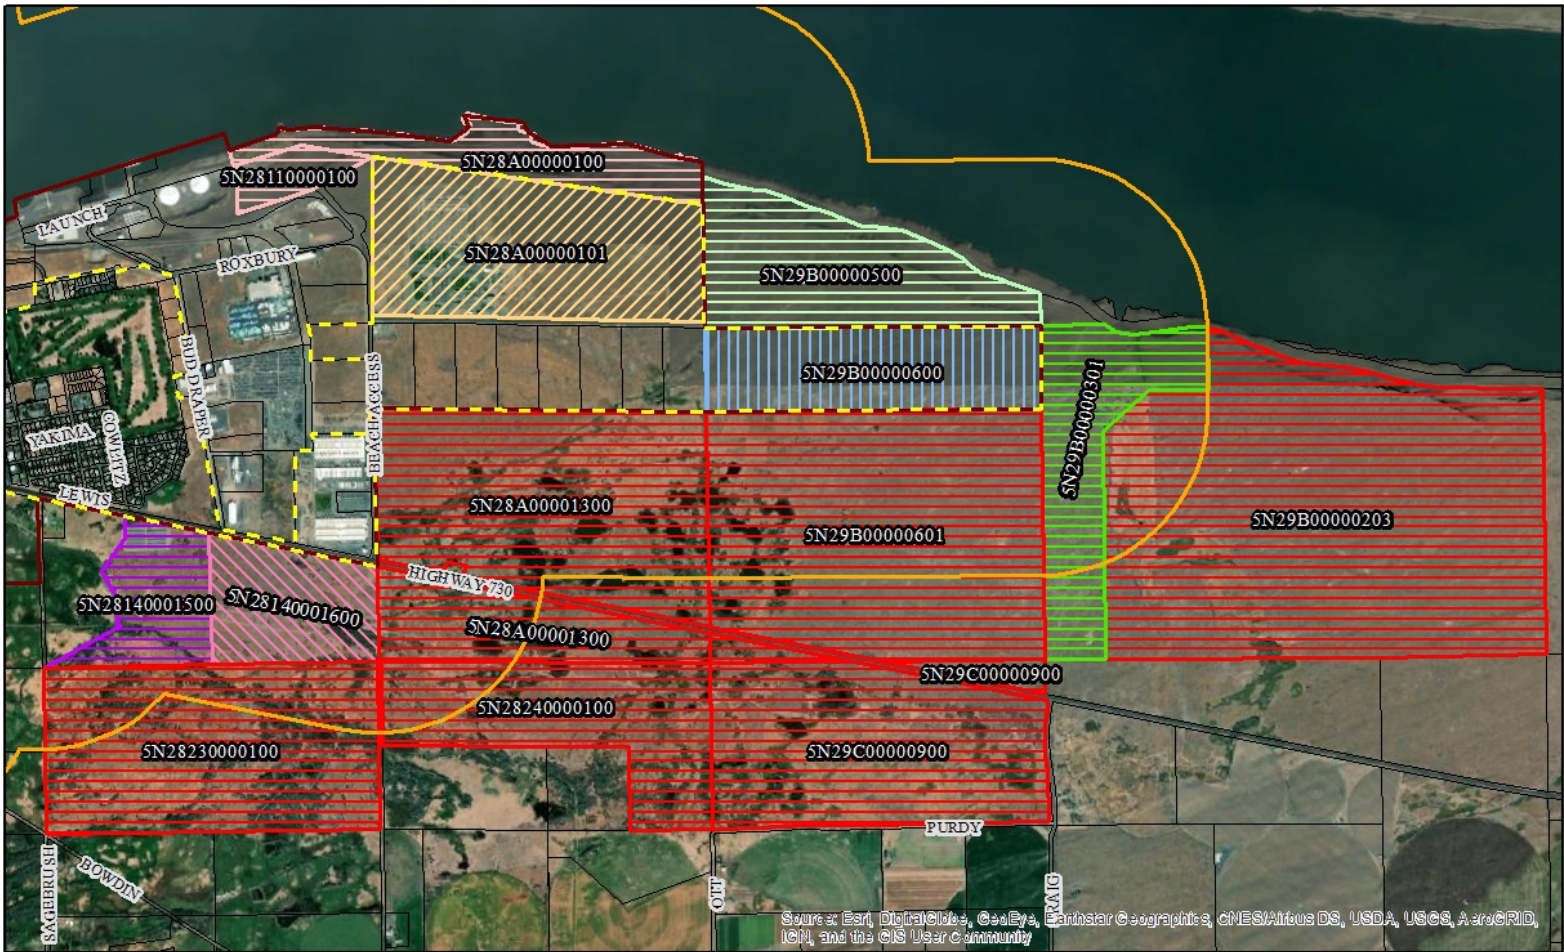 5N28A00000100
5N28110000100
LAUNCH
ROXBURY
5N28A00000101
5N29B00000500
BUD DRAPER
BEACH ACCESS
5N29B00000600
5N29B00000301
YAKIMA
COWLITZ
LEWIS
5N28A00001300
5N29B00000601
5N29B00000203
HIGHWAY 730
5N28140001500
5N28140001600
5N28A00001300
5N29C00000900
5N28240000100
5N28230000100
5N29C00000900
PURDY
SAGEBRUSH
BOWDIN
OTT
CRAIG
Source: Esri, DigitalGlobe, GeoEye, Earthstar Geographics, CNES/Airbus DS, USDA, USGS, AeroGRID,
IGN, and the GIS User Community